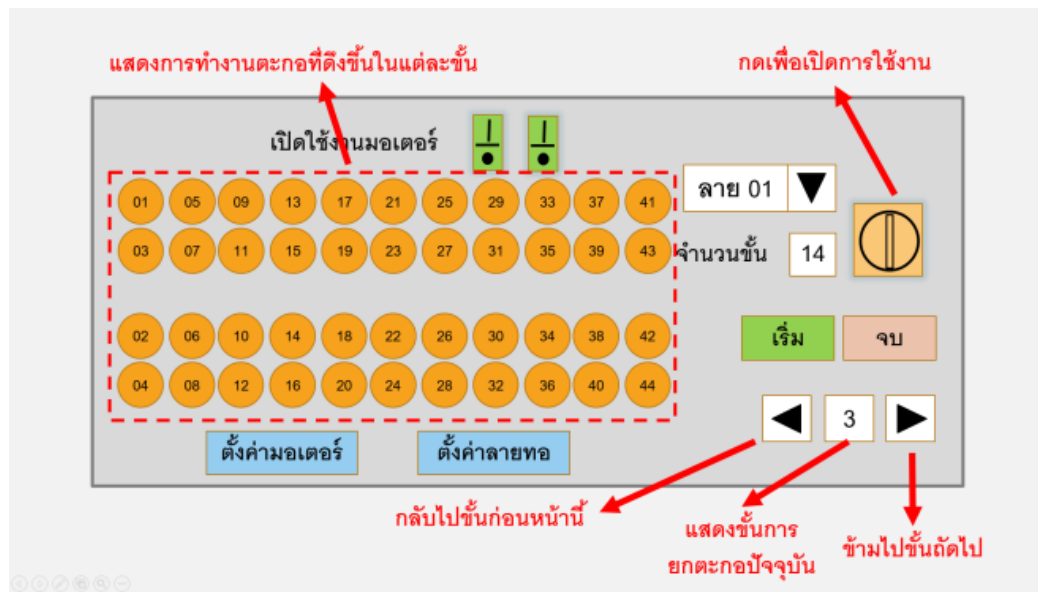 แสดงการทำงานตะกอที่ดึงขึ้นในแต่ละขั้น
กดเพื่อเปิดการใช้งาน
เปิดใช้งานมอเตอร์
01 05 09 13 17 21 25 29 33 37 41
ลาย 01
03 07 11 15 19 23 27 31 35 39 43
จำนวนขั้น 14
02 06 10 14 18 22 26 30 34 38 42
เริ่ม จบ
04 08 12 16 20 24 28 32 36 40 44
3
ตั้งค่ามอเตอร์ ตั้งค่าลายทอ
กลับไปขั้นก่อนหน้านี้
แสดงขั้นการ
ยกตะกอปัจจุบัน
ข้ามไปขั้นถัดไป